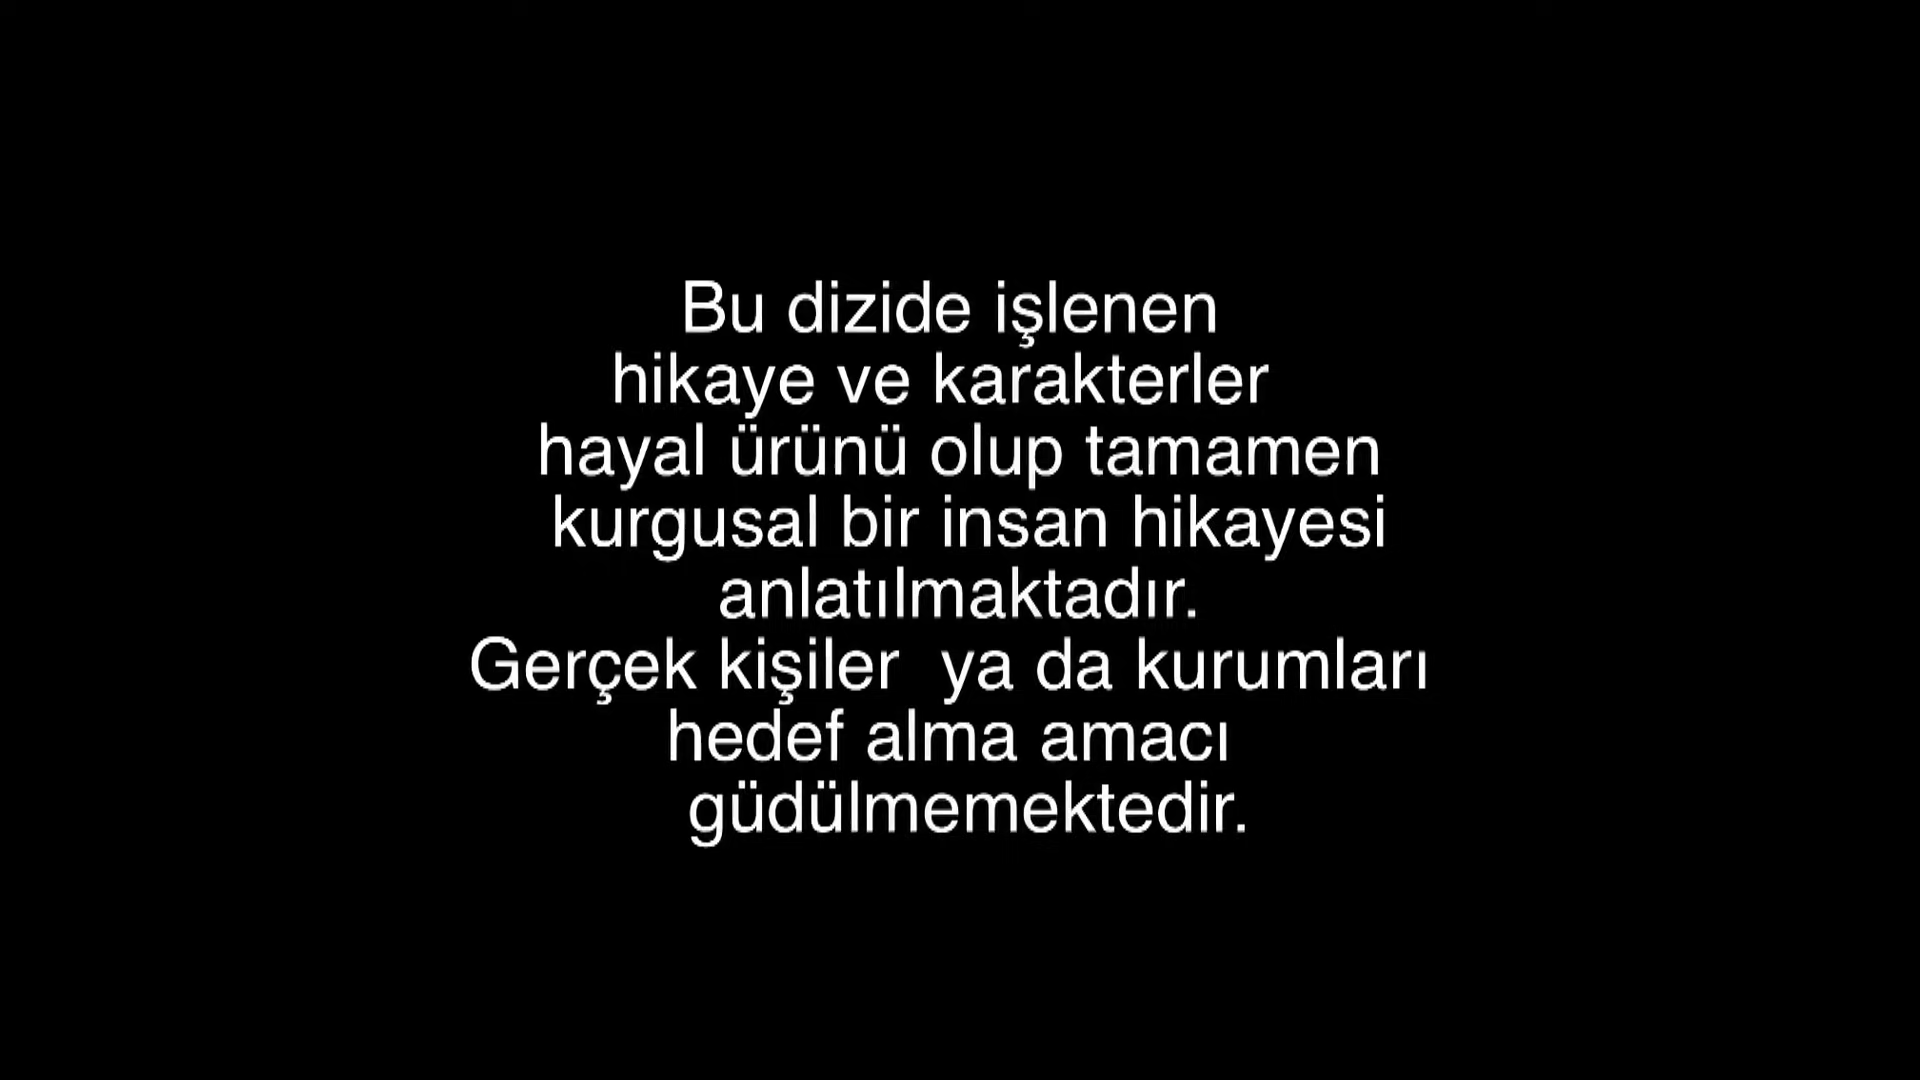 Bu dizide işlenen
hikaye ve karakterler
hayal ürünü olup tamamen
kurgusal bir insan hikayesi
anlatılmaktadır.
Gerçek kişiler  ya da kurumları
hedef alma amacı
güdülmemektedir.